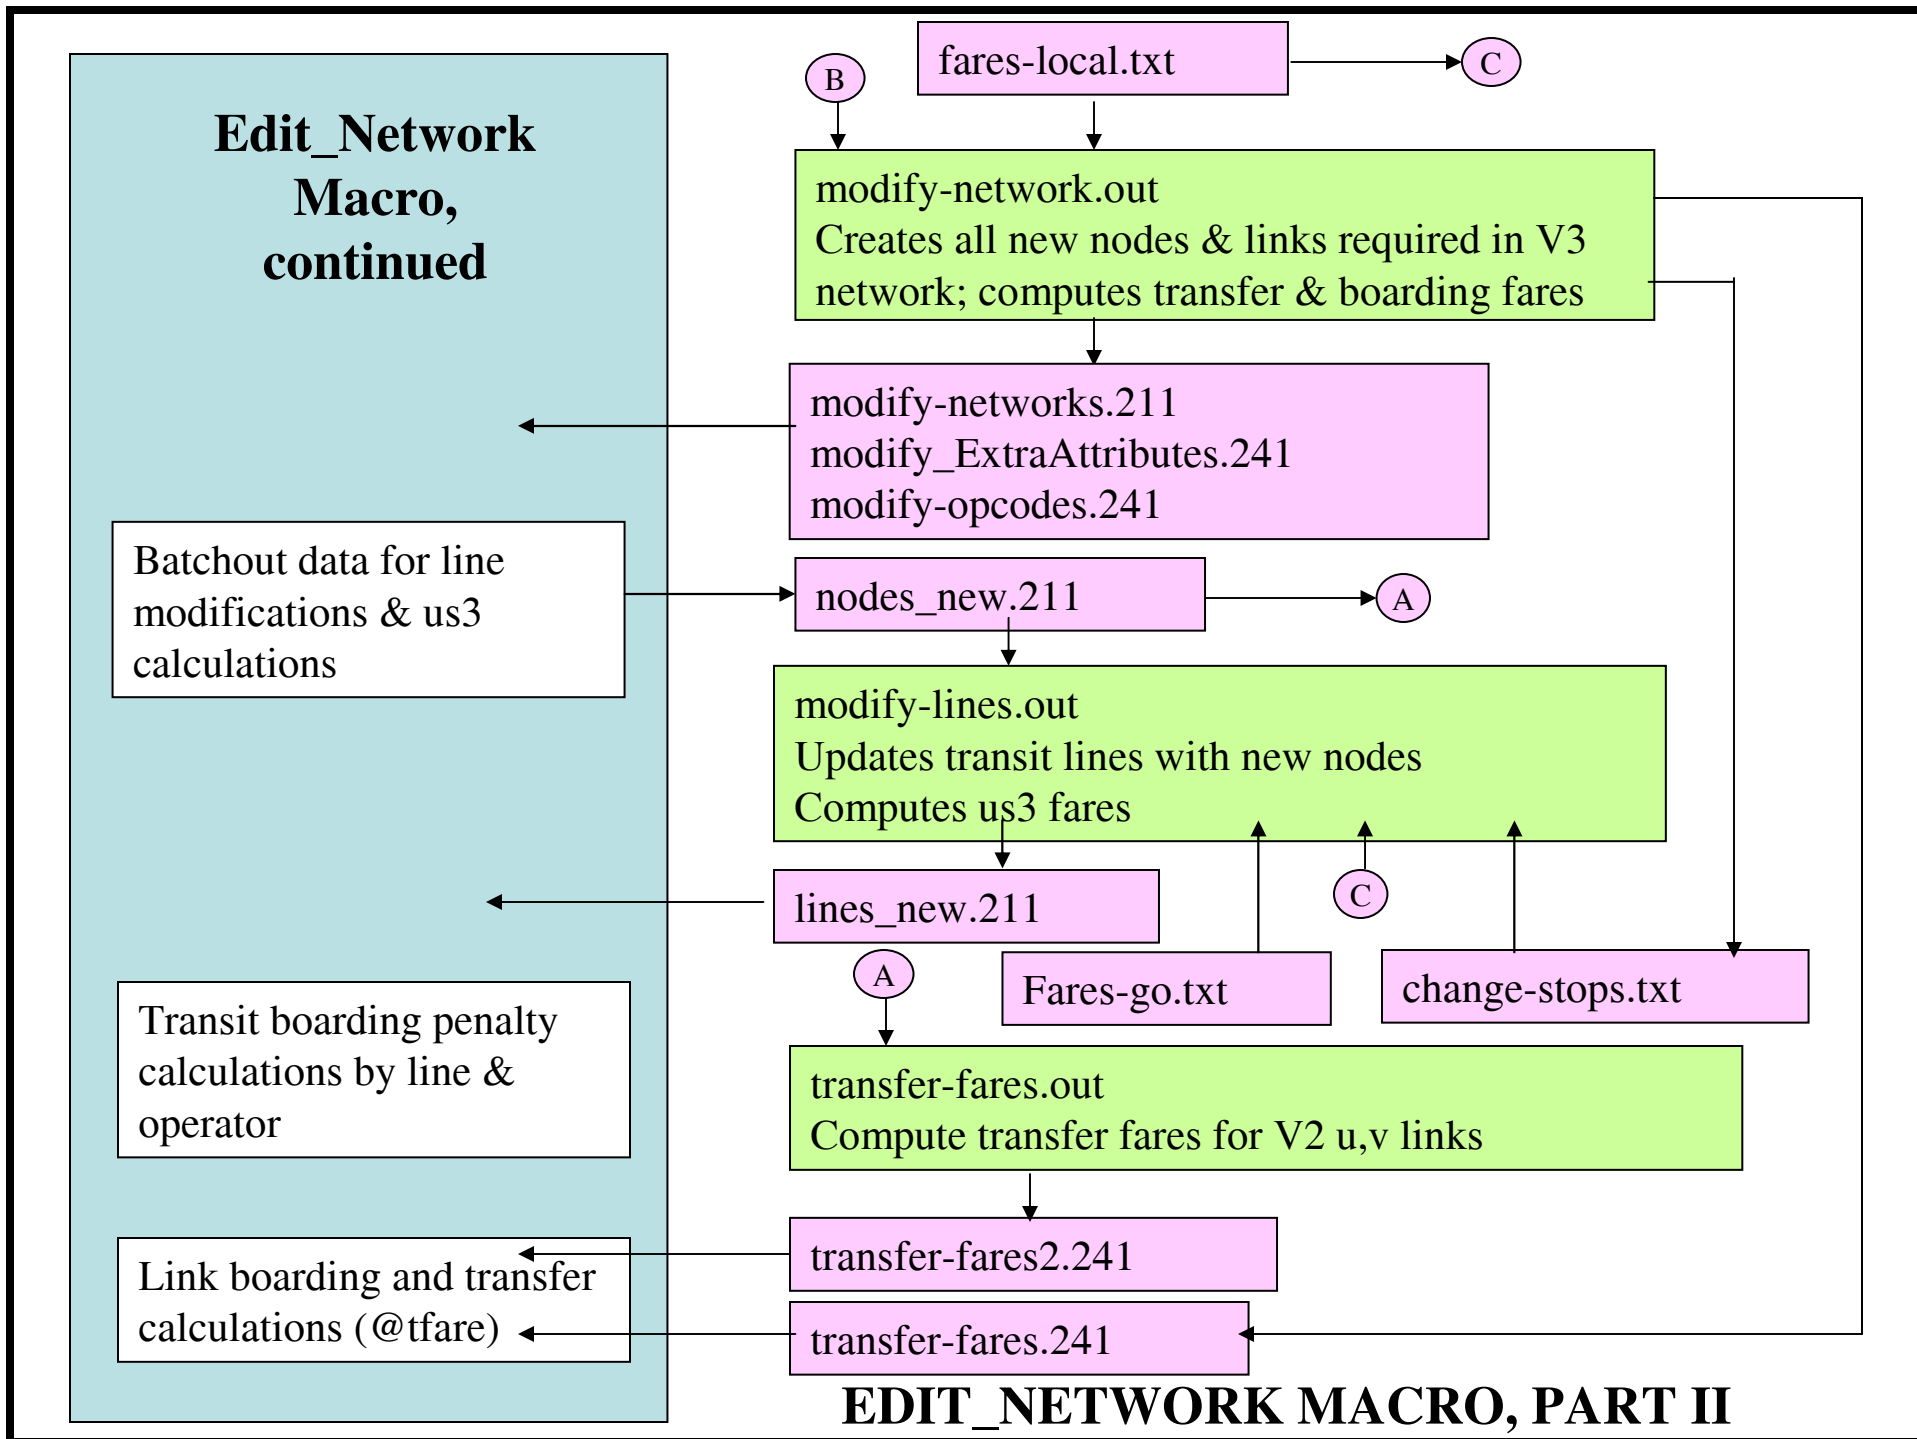 Edit_Network
Macro,
continued
B
fares-local.txt
C
modify-network.out
Creates all new nodes & links required in V3
network; computes transfer & boarding fares
modify-networks.211
modify_ExtraAttributes.241
modify-opcodes.241
Batchout data for line
modifications & us3
calculations
nodes_new.211
A
modify-lines.out
Updates transit lines with new nodes
Computes us3 fares
lines_new.211
C
A
Fares-go.txt
change-stops.txt
Transit boarding penalty
calculations by line &
operator
transfer-fares.out
Compute transfer fares for V2 u,v links
transfer-fares2.241
Link boarding and transfer
calculations (@tfare)
transfer-fares.241
EDIT_NETWORK MACRO, PART II